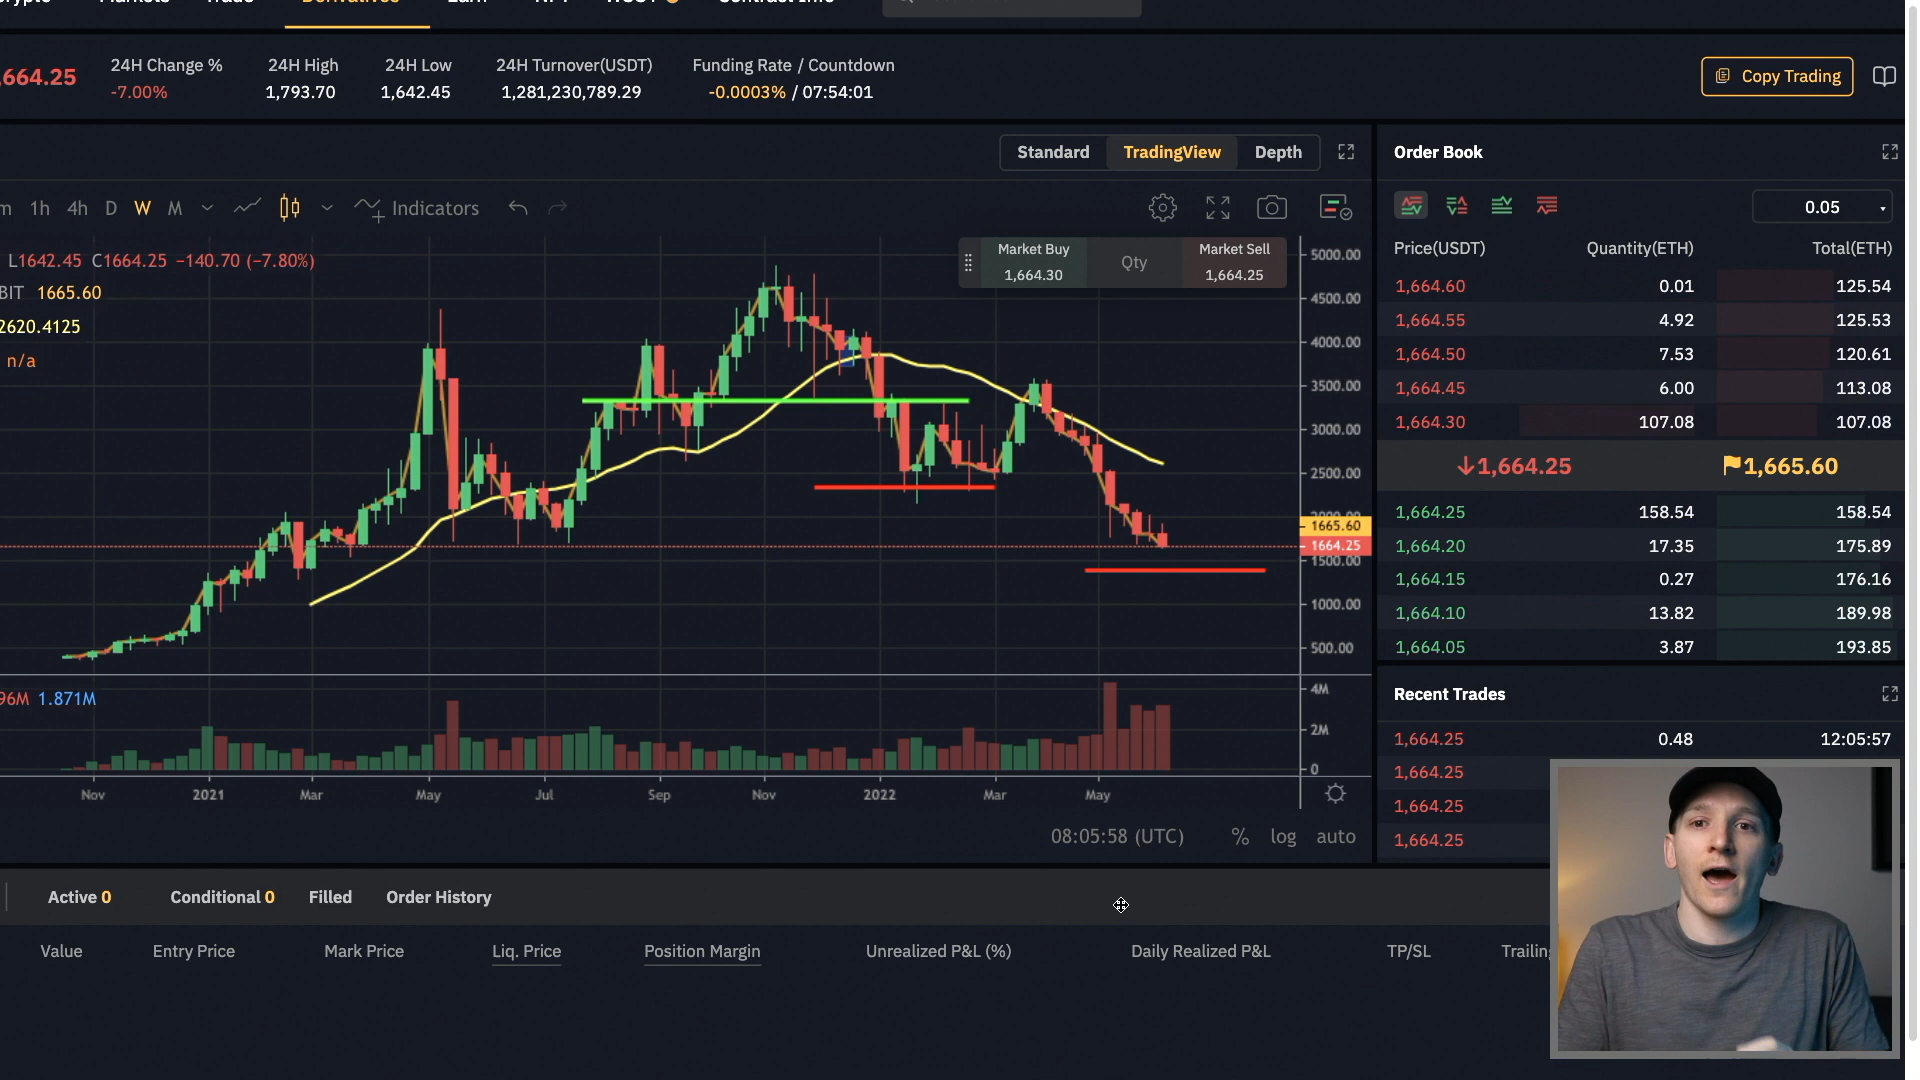 Derivatives
,664.25
24H Change %
-7.00%
24H High
1,793.70
24H Low
1,642.45
24H Turnover(USDT)
1,281,230,789.29
Funding Rate / Countdown
-0.0003% / 07:54:01
Copy Trading
Standard
TradingView
Depth
m 1h 4h D W M Indicators
L1642.45 C1664.25 −140.70 (−7.80%)
BIT 1665.60
2620.4125
n/a
Market Buy
1,664.30
Qty
Market Sell
1,664.25
5000.00
4500.00
4000.00
3500.00
3000.00
2500.00
2000.00
1665.60
1664.25
1500.00
1000.00
500.00
96M 1.871M
4M
2M
0
Nov 2021 Mar May Jul Sep Nov 2022 Mar May
08:05:58 (UTC) % log auto
Order Book
0.05
Price(USDT) Quantity(ETH) Total(ETH)
1,664.60 0.01 125.54
1,664.55 4.92 125.53
1,664.50 7.53 120.61
1,664.45 6.00 113.08
1,664.30 107.08 107.08
1,664.25 1,665.60
1,664.25 158.54 158.54
1,664.20 17.35 175.89
1,664.15 0.27 176.16
1,664.10 13.82 189.98
1,664.05 3.87 193.85
Recent Trades
1,664.25 0.48 12:05:57
1,664.25
1,664.25
1,664.25
Active 0 Conditional 0 Filled Order History
Value Entry Price Mark Price Liq. Price Position Margin Unrealized P&L (%) Daily Realized P&L TP/SL Trailing